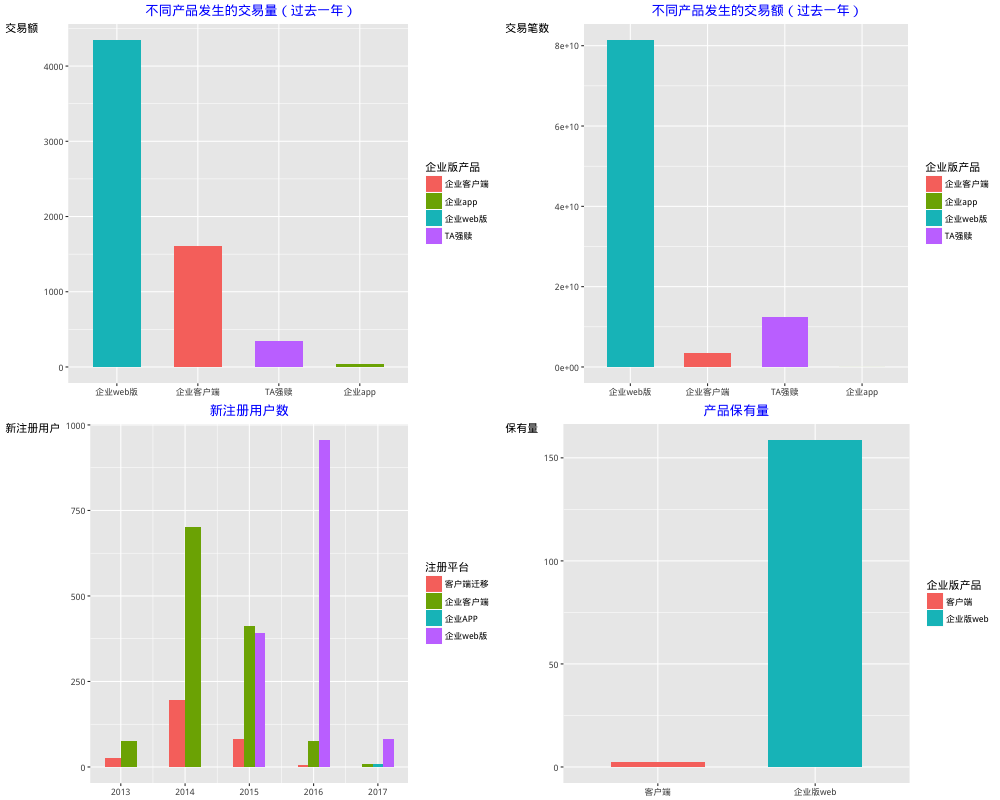 不同产品发生的交易量（过去一年）
交易额
4000
3000
2000
1000
0
企业web版 企业客户端 TA强赎 企业app
企业版产品
企业客户端
企业app
企业web版
TA强赎
不同产品发生的交易额（过去一年）
交易笔数
8e+10
6e+10
4e+10
2e+10
0e+00
企业web版 企业客户端 TA强赎 企业app
企业版产品
企业客户端
企业app
企业web版
TA强赎
新注册用户数
新注册用户
1000
750
500
250
0
2013 2014 2015 2016 2017
注册平台
客户端迁移
企业客户端
企业APP
企业web版
产品保有量
保有量
150
100
50
0
客户端 企业版web
企业版产品
客户端
企业版web